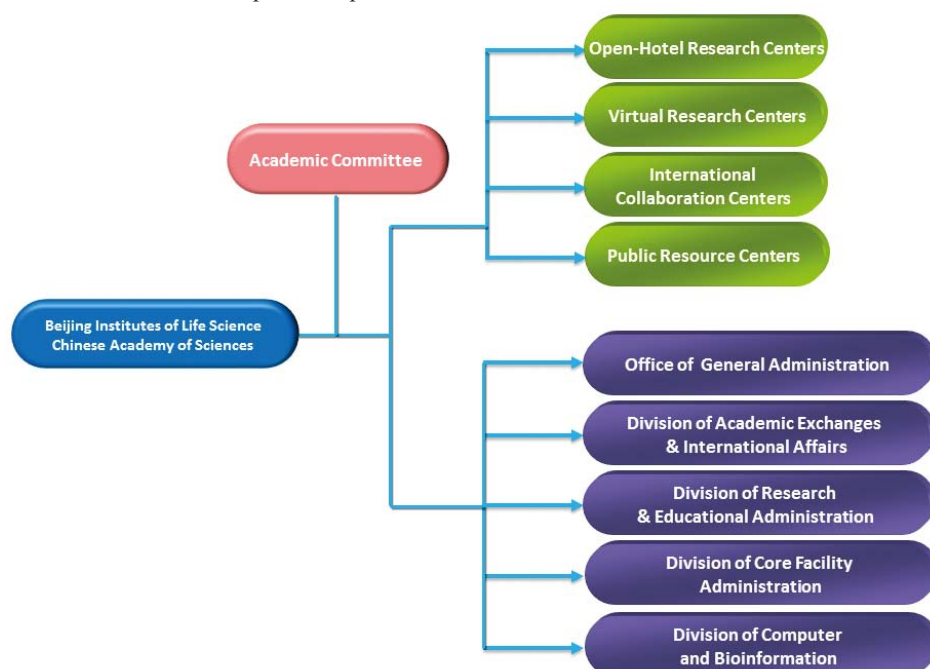 Open-Hotel Research Centers
Virtual Research Centers
Academic Committee
International
Collaboration Centers
Public Resource Centers
Beijing Institutes of Life Science
Chinese Academy of Sciences
Office of General Administration
Division of Academic Exchanges
& International Affairs
Division of Research
& Educational Administration
Division of Core Facility
Administration
Division of Computer
and Bioinformation